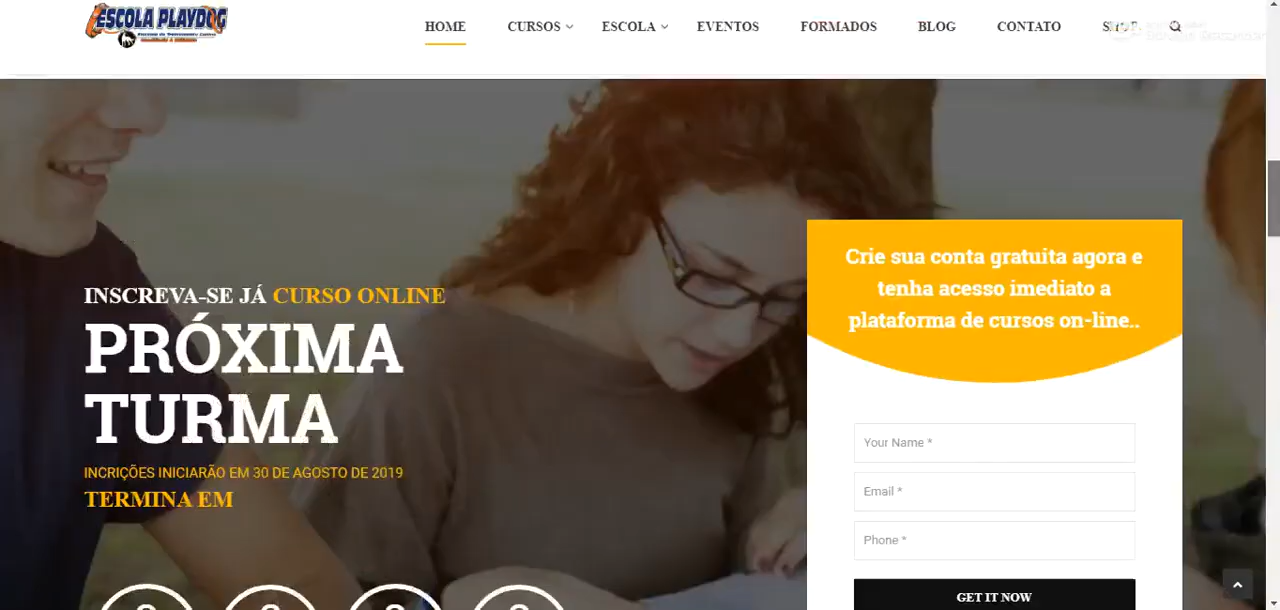 ESCOLA PLAYDOG
HOME
CURSOS
ESCOLA
EVENTOS
FORMADOS
BLOG
CONTATO
SHOP
INSCREVA-SE JÁ CURSO ONLINE
PRÓXIMA
TURMA
INCRIÇÕES INICIARÃO EM 30 DE AGOSTO DE 2019
TERMINA EM
Crie sua conta gratuita agora e
tenha acesso imediato a
plataforma de cursos on-line..
Your Name *
Email *
Phone *
GET IT NOW